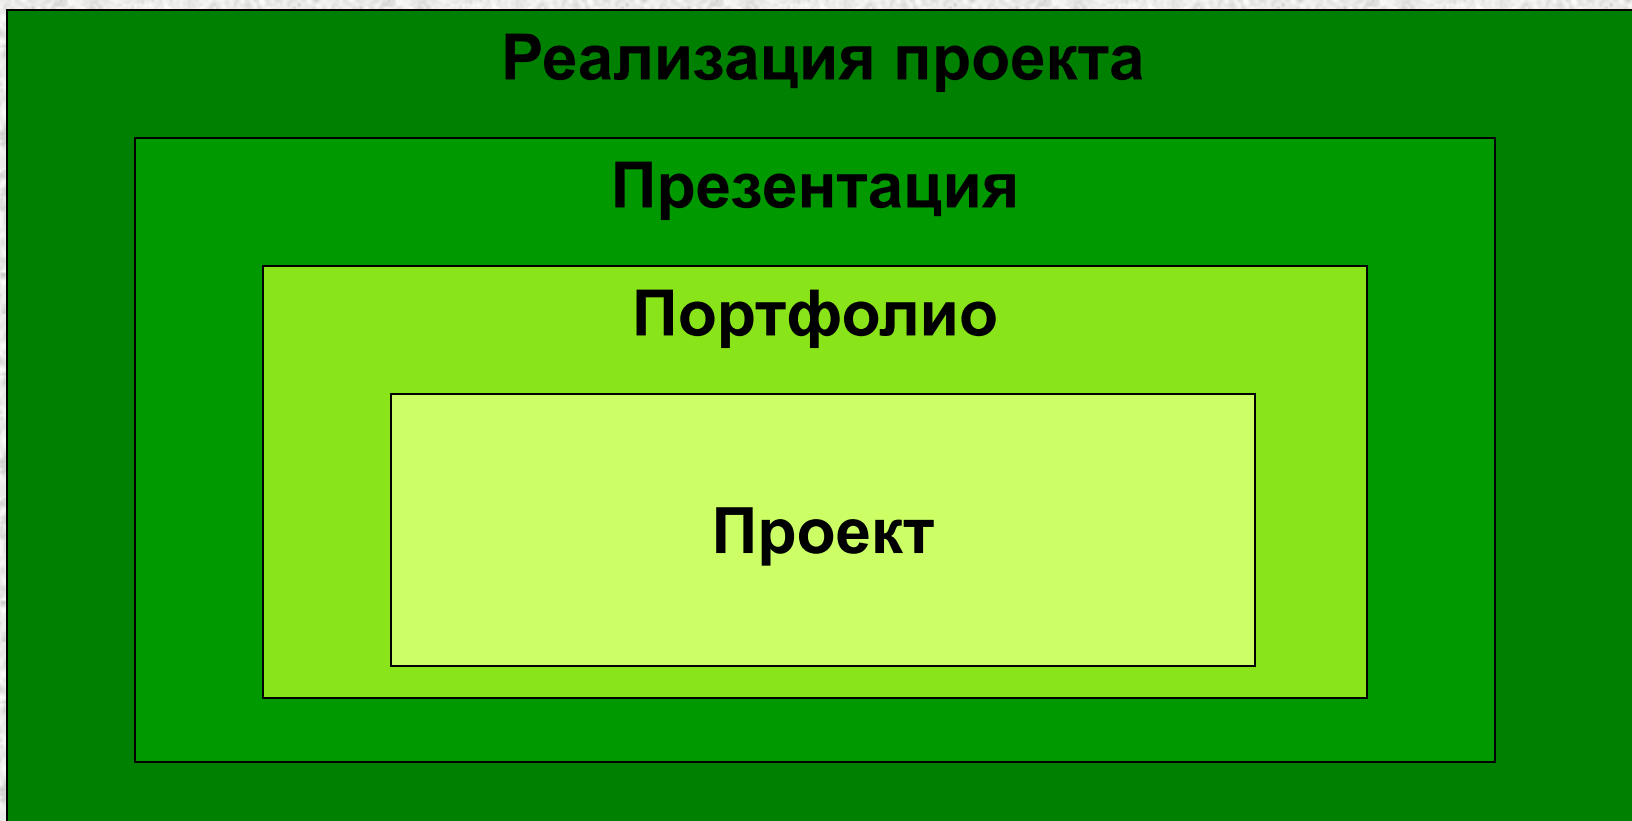 Реализация проекта
Презентация
Портфолио
Проект